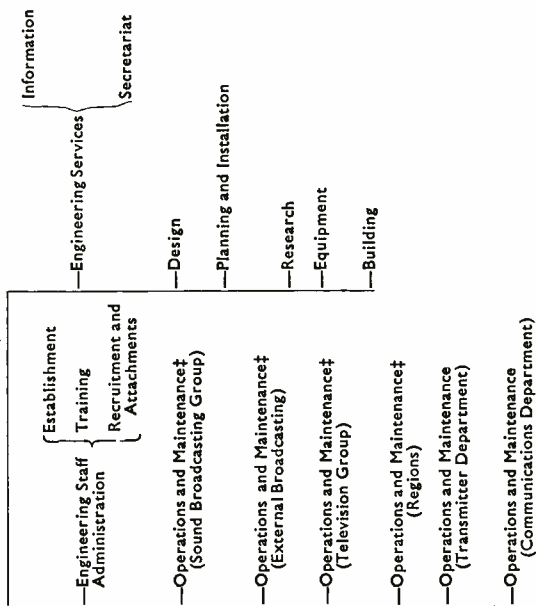 —Engineering Staff
Administration
Establishment
Training
Recruitment and
Attachments
—Operations and Maintenance‡
(Sound Broadcasting Group)
—Operations and Maintenance‡
(External Broadcasting)
—Operations and Maintenance‡
(Television Group)
—Operations and Maintenance‡
(Regions)
—Operations and Maintenance
(Transmitter Department)
—Operations and Maintenance
(Communications Department)
—Engineering Services
Information
Secretariat
—Design
—Planning and Installation
—Research
—Equipment
—Building